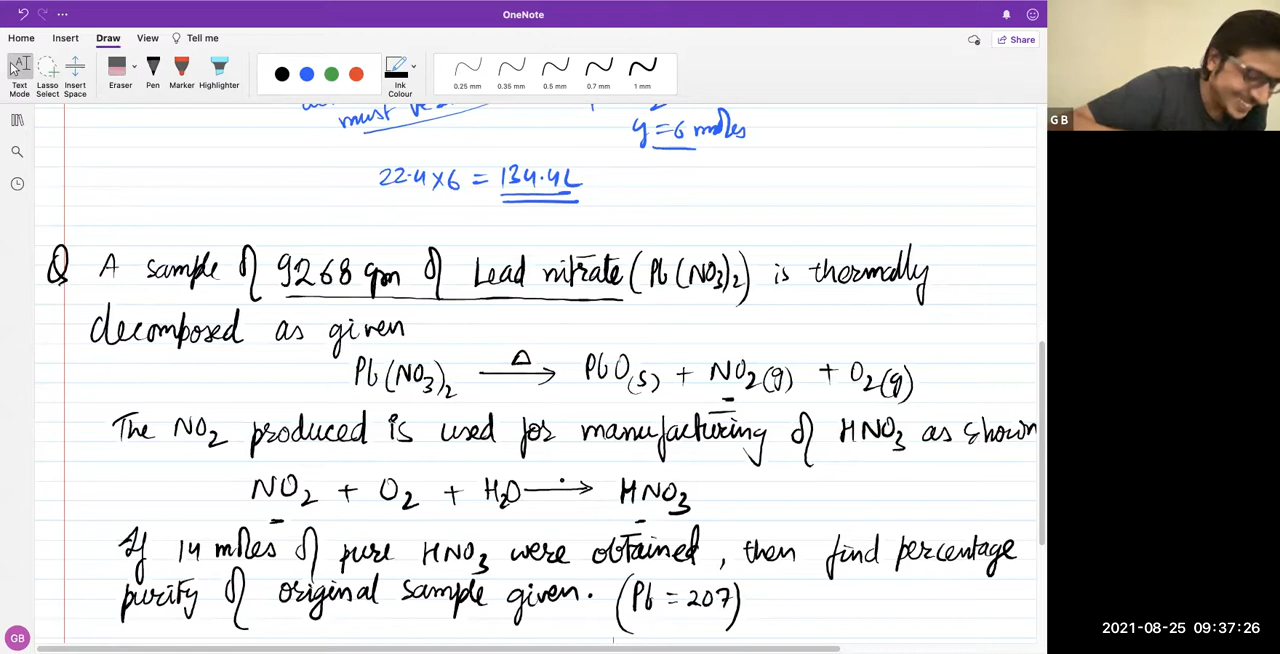 OneNote
Home Insert Draw View Tell me
Share
Text Mode Lasso Select Insert Space Eraser Pen Marker Highlighter Ink Colour 0.25 mm 0.35 mm 0.5 mm 0.7 mm 1 mm
must
y = 6 moles
22.4 × 6 = 134.4L
Q A sample of 9268 gm of Lead nitrate (Pb(NO3)2) is thermally
decomposed as given
Pb(NO3)2 Δ→ PbO(s) + NO2(g) + O2(g)
The NO2 produced is used for manufacturing of HNO3 as shown
NO2 + O2 + H2O → HNO3
If 14 moles of pure HNO3 were obtained, then find percentage
purity of original sample given. (Pb = 207)
GB
GB
2021-08-25 09:37:26